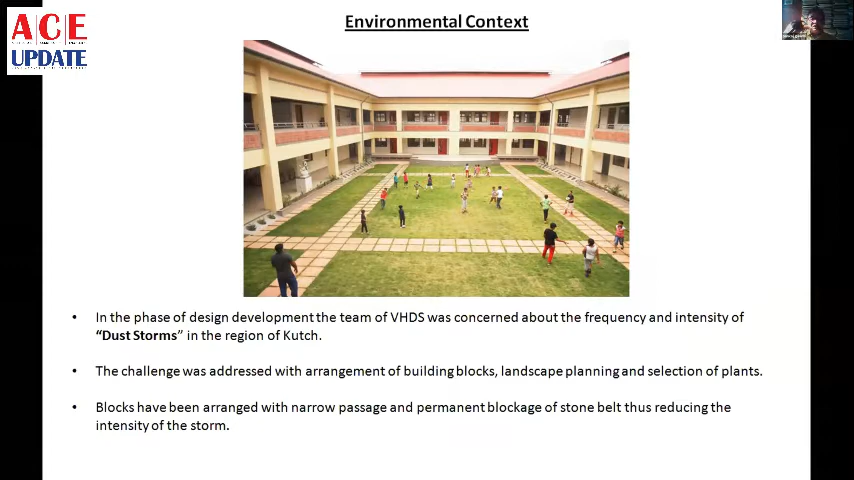 Environmental Context
ACE
UPDATE
• In the phase of design development the team of VHDS was concerned about the frequency and intensity of
“Dust Storms” in the region of Kutch.
• The challenge was addressed with arrangement of building blocks, landscape planning and selection of plants.
• Blocks have been arranged with narrow passage and permanent blockage of stone belt thus reducing the
intensity of the storm.